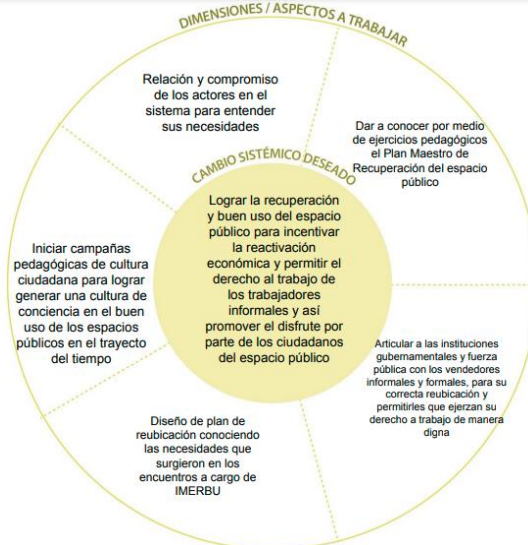 DIMENSIONES / ASPECTOS A TRABAJAR
Relación y compromiso
de los actores en el
sistema para entender
sus necesidades
Dar a conocer por medio
de ejercicios pedagógicos
el Plan Maestro de
Recuperación del espacio
público
CAMBIO SISTÉMICO DESEADO
Lograr la recuperación
y buen uso del espacio
público para incentivar
la reactivación
económica y permitir el
derecho al trabajo de
los trabajadores
informales y así
promover el disfrute por
parte de los ciudadanos
del espacio público
Iniciar campañas
pedagógicas de cultura
ciudadana para lograr
generar una cultura de
conciencia en el buen
uso de los espacios
públicos en el trayecto
del tiempo
Articular a las instituciones
gubernamentales y fuerza
pública con los vendedores
informales y formales, para su
correcta reubicación y
permitirles que ejerzan su
derecho a trabajo de manera
digna
Diseño de plan de
reubicación conociendo
las necesidades que
surgieron en los
encuentros a cargo de
IMERBU